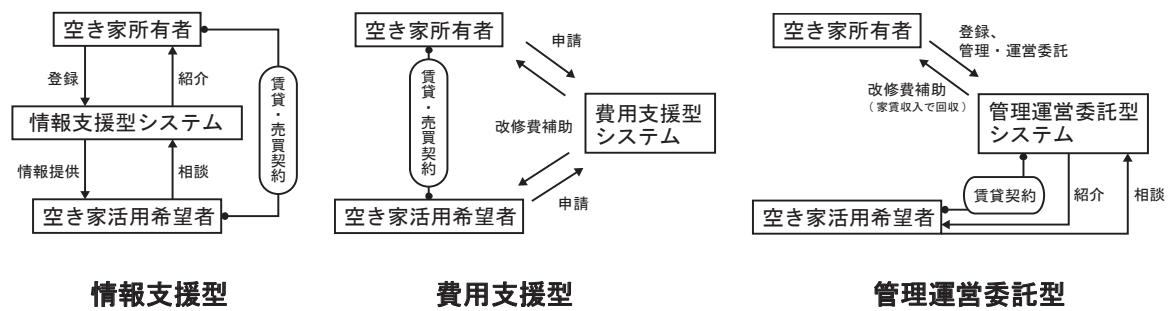 空き家所有者
登録
紹介
情報支援型システム
情報提供
相談
空き家活用希望者
賃貸・売買契約
情報支援型
空き家所有者
申請
賃貸・売買契約
改修費補助
費用支援型
システム
申請
空き家活用希望者
費用支援型
空き家所有者
登録、
管理・運営委託
改修費補助
（家賃収入で回収）
管理運営委託型
システム
賃貸契約
紹介
相談
空き家活用希望者
管理運営委託型